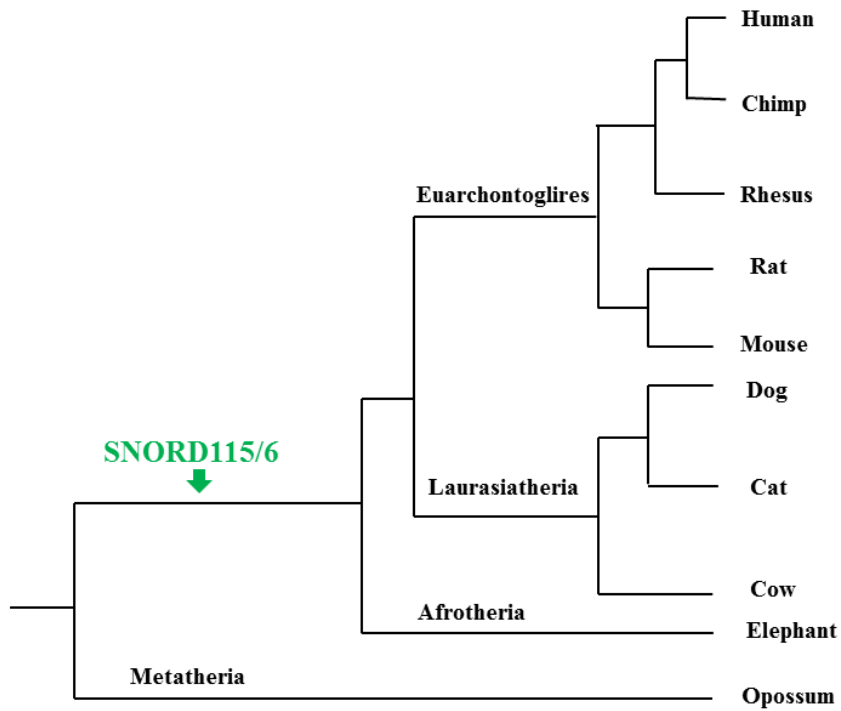 Human
Chimp
Euarchontoglires
Rhesus
Rat
Mouse
Dog
SNORD115/6
Laurasiatheria
Cat
Cow
Afrotheria
Elephant
Metatheria
Opossum